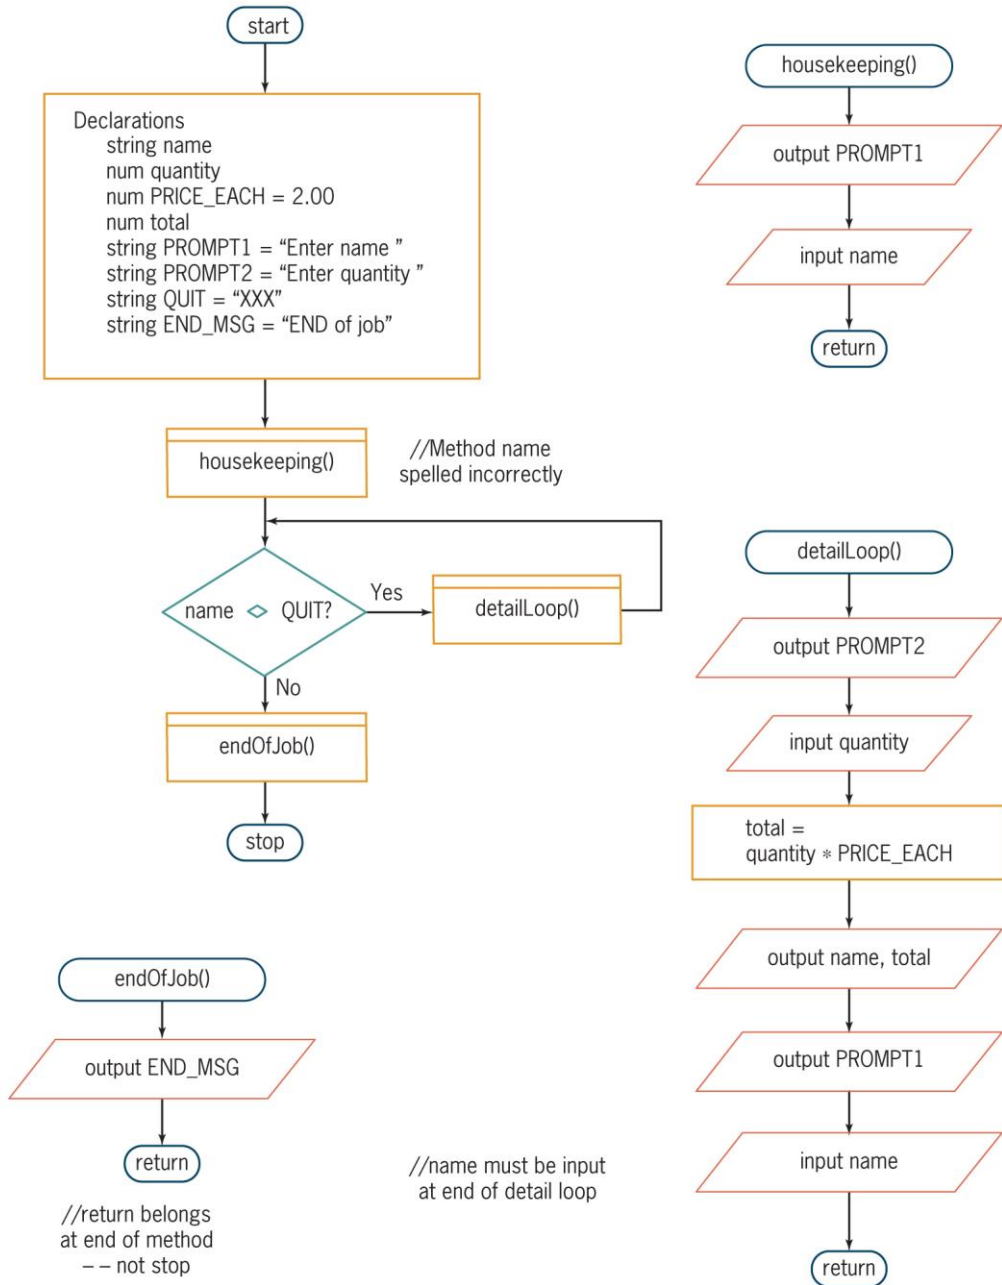 start
Declarations
string name
num quantity
num PRICE_EACH = 2.00
num total
string PROMPT1 = “Enter name ”
string PROMPT2 = “Enter quantity ”
string QUIT = “XXX”
string END_MSG = “END of job”
housekeeping()
//Method name
spelled incorrectly
name <> QUIT?
Yes
detailLoop()
No
endOfJob()
stop
housekeeping()
output PROMPT1
input name
return
detailLoop()
output PROMPT2
input quantity
total =
quantity * PRICE_EACH
output name, total
output PROMPT1
input name
return
endOfJob()
output END_MSG
return
//return belongs
at end of method
– – not stop
//name must be input
at end of detail loop